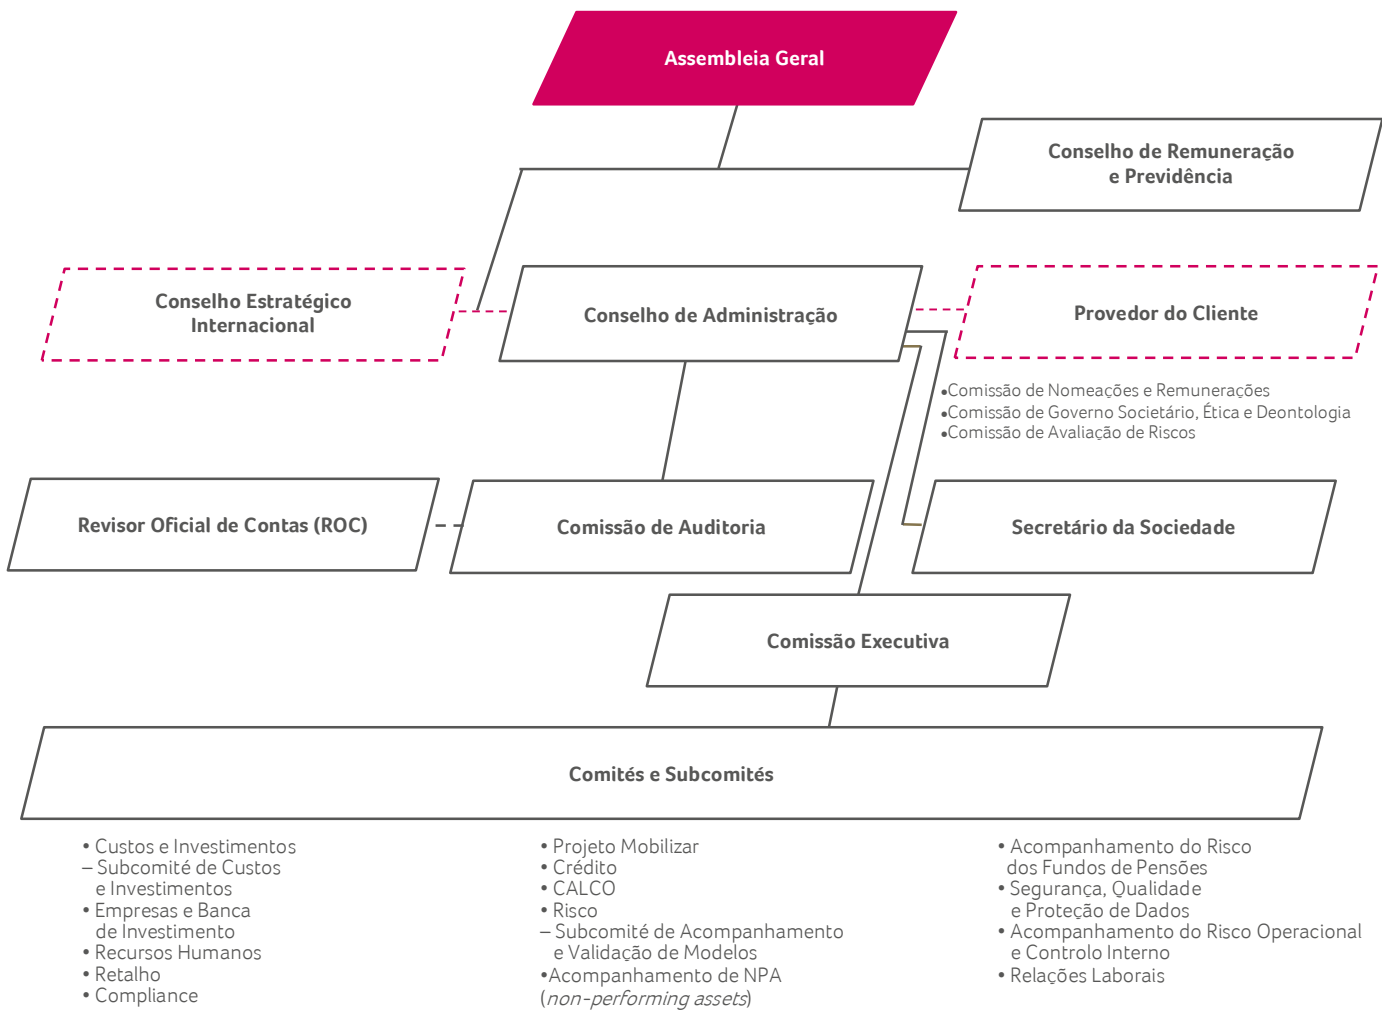 Assembleia Geral
Conselho de Remuneração
e Previdência
Conselho Estratégico
Internacional
Conselho de Administração
Provedor do Cliente
•Comissão de Nomeações e Remunerações
•Comissão de Governo Societário, Ética e Deontologia
•Comissão de Avaliação de Riscos
Revisor Oficial de Contas (ROC)
Comissão de Auditoria
Secretário da Sociedade
Comissão Executiva
Comités e Subcomités
• Custos e Investimentos
– Subcomité de Custos
e Investimentos
• Empresas e Banca
de Investimento
• Recursos Humanos
• Retalho
• Compliance
• Projeto Mobilizar
• Crédito
• CALCO
• Risco
– Subcomité de Acompanhamento
e Validação de Modelos
•Acompanhamento de NPA
(non-performing assets)
• Acompanhamento do Risco
dos Fundos de Pensões
• Segurança, Qualidade
e Proteção de Dados
• Acompanhamento do Risco Operacional
e Controlo Interno
• Relações Laborais